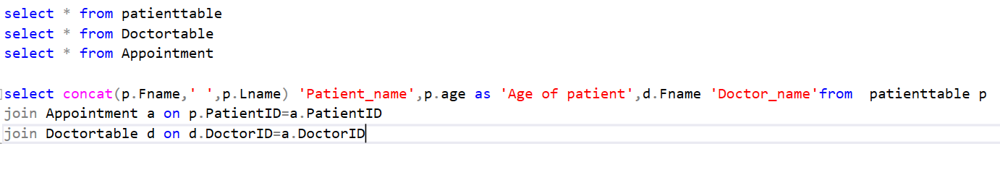 select * from patienttable
select * from Doctortable
select * from Appointment
select concat(p.Fname,' ',p.Lname) 'Patient_name',p.age as 'Age of patient',d.Fname 'Doctor_name'from  patienttable p
join Appointment a on p.PatientID=a.PatientID
join Doctortable d on d.DoctorID=a.DoctorID